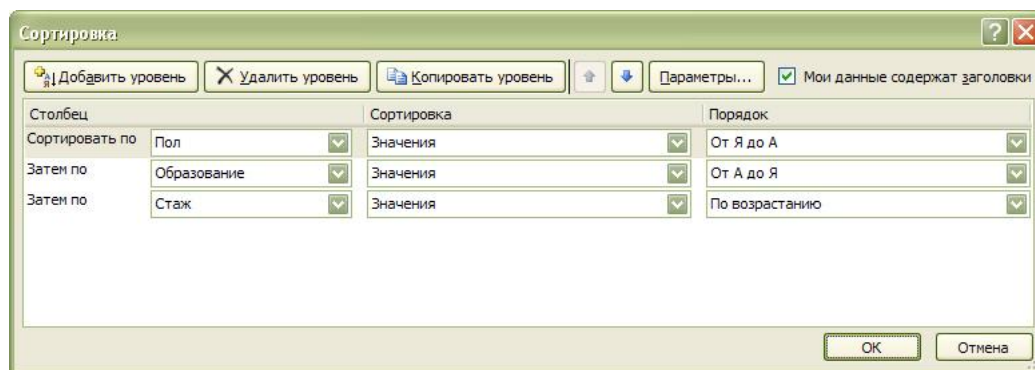 Сортировка
Добавить уровень Удалить уровень Копировать уровень Параметры... Мои данные содержат заголовки
Столбец Сортировка Порядок
Сортировать по Пол Значения От Я до А
Затем по Образование Значения От А до Я
Затем по Стаж Значения По возрастанию
ОК Отмена